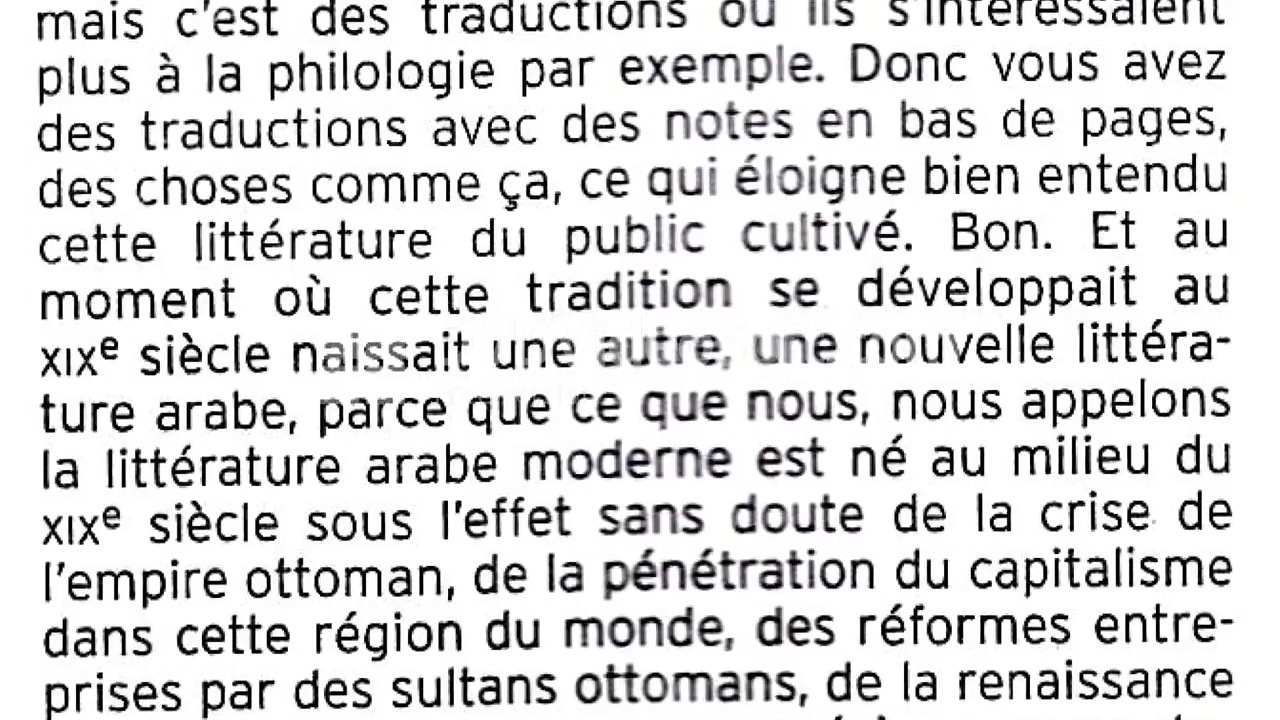 mais c'est des traductions où ils s'intéressaient
plus à la philologie par exemple. Donc vous avez
des traductions avec des notes en bas de pages,
des choses comme ça, ce qui éloigne bien entendu
cette littérature du public cultivé. Bon. Et au
moment où cette tradition se développait au
XIXe siècle naissait une autre, une nouvelle littéra-
ture arabe, parce que ce que nous, nous appelons
la littérature arabe moderne est né au milieu du
XIXe siècle sous l'effet sans doute de la crise de
l'empire ottoman, de la pénétration du capitalisme
dans cette région du monde, des réformes entre-
prises par des sultans ottomans, de la renaissance